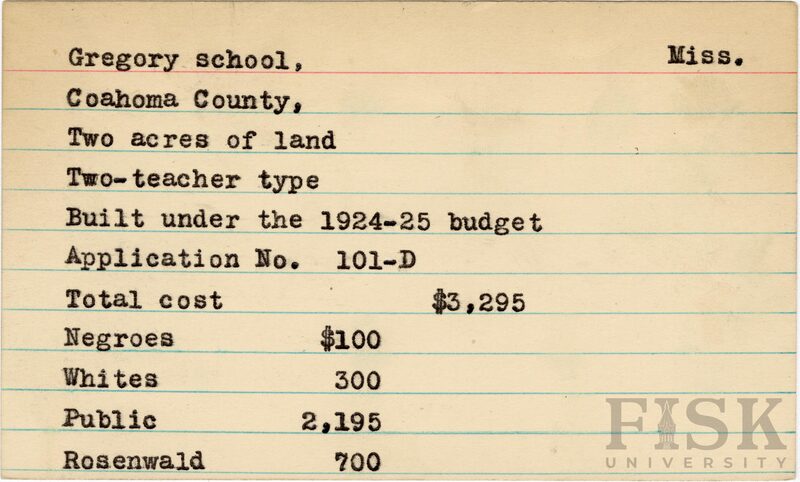 Gregory school, Miss.
Coahoma County,
Two acres of land
Two-teacher type
Built under the 1924-25 budget
Application No. 101-D
Total cost $3,295
Negroes $100
Whites 300
Public 2,195
Rosenwald 700
FISK
UNIVERSITY